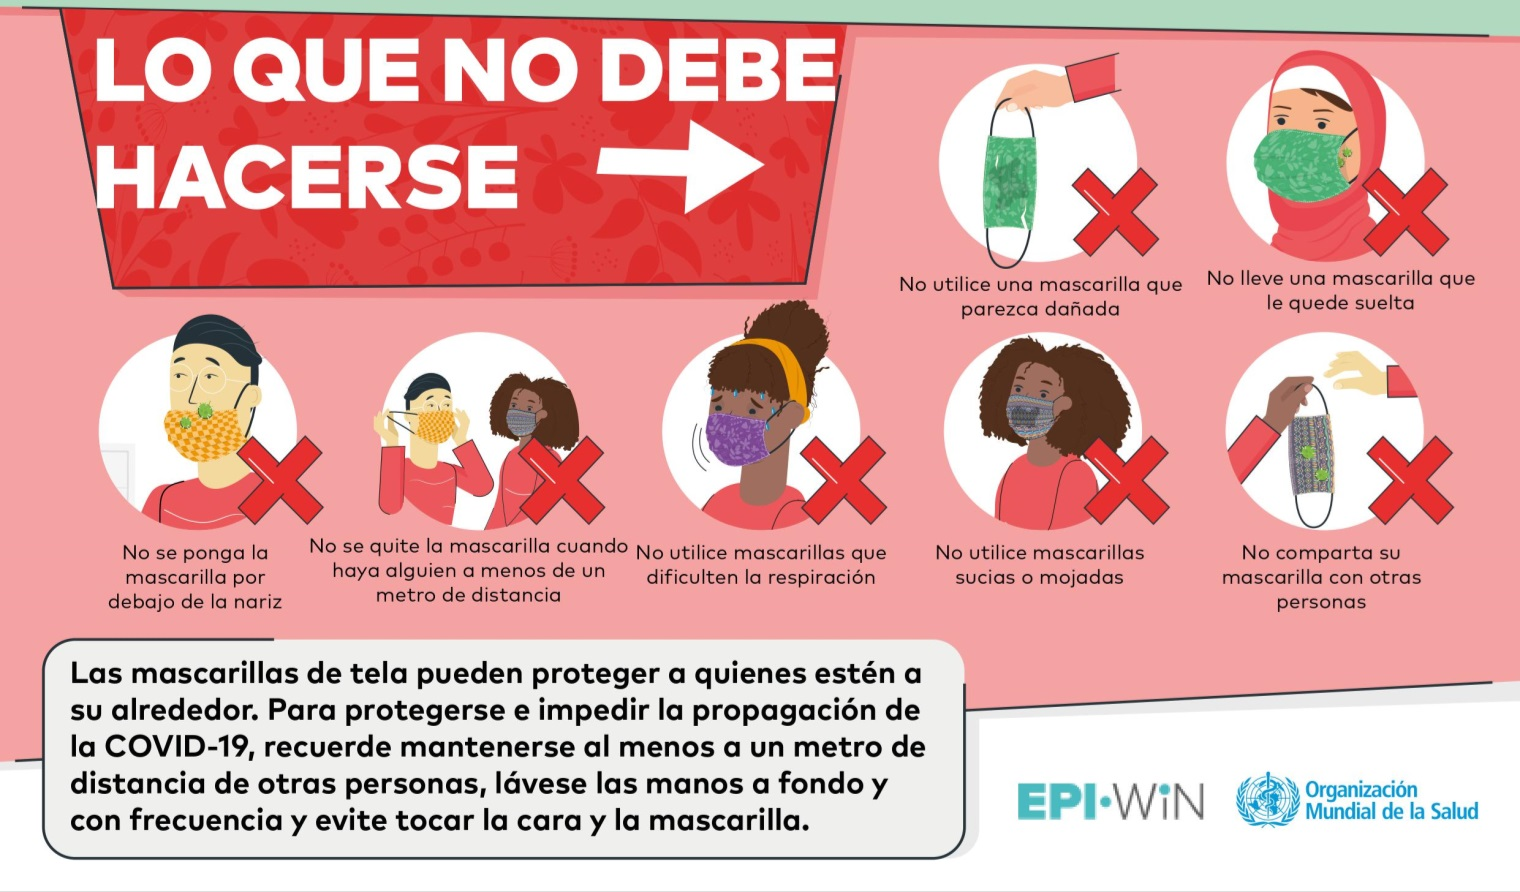 LO QUE NO DEBE
HACERSE
No utilice una mascarilla que
parezca dañada
No lleve una mascarilla que
le quede suelta
No se ponga la
mascarilla por
debajo de la nariz
No se quite la mascarilla cuando
haya alguien a menos de un
metro de distancia
No utilice mascarillas que
dificulten la respiración
No utilice mascarillas
sucias o mojadas
No comparta su
mascarilla con otras
personas
Las mascarillas de tela pueden proteger a quienes estén a
su alrededor. Para protegerse e impedir la propagación de
la COVID-19, recuerde mantenerse al menos a un metro de
distancia de otras personas, lávese las manos a fondo y
con frecuencia y evite tocar la cara y la mascarilla.
EPI·WiN
Organización
Mundial de la Salud